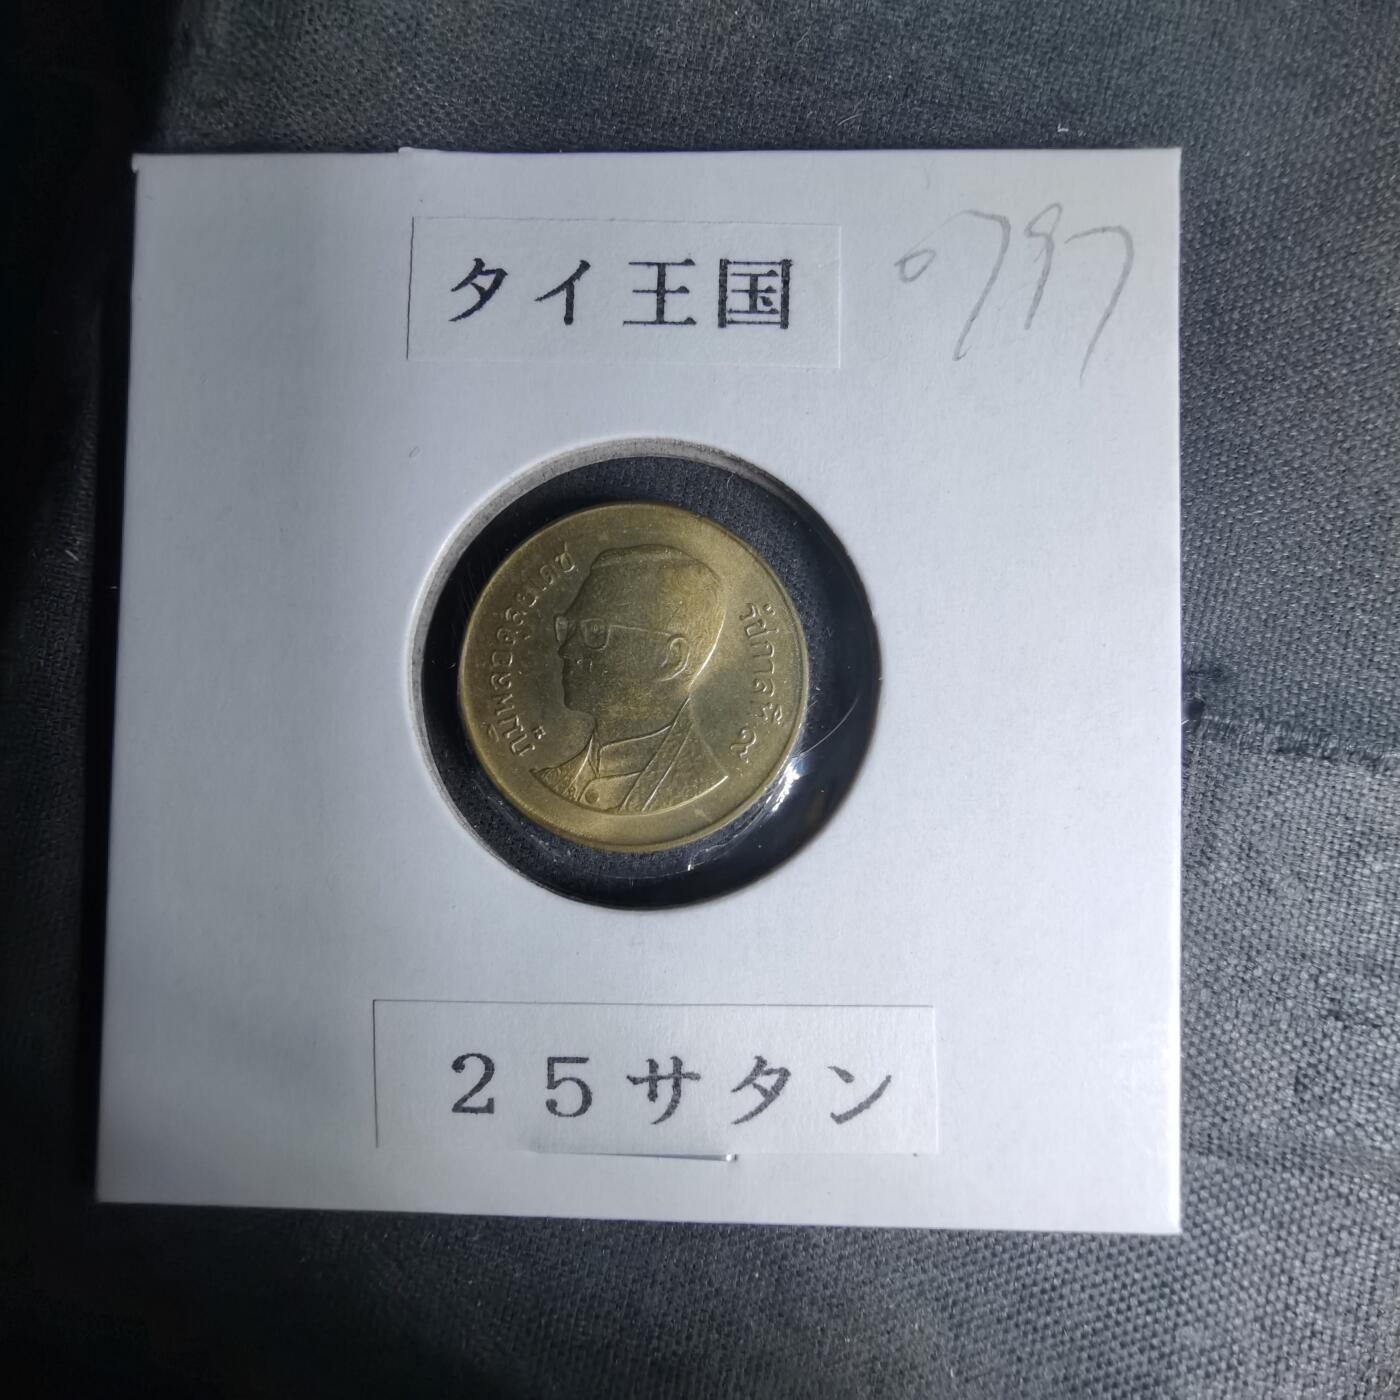 タイ王国
0797
ภูมิพลอดุลยเดช
รัชกาลที่ ๙
２５サタン